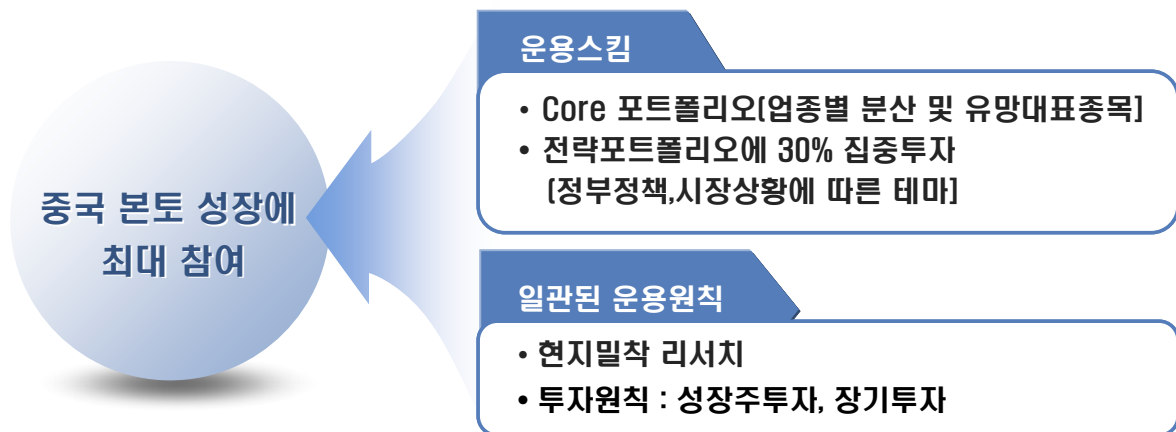 중국 본토 성장에
최대 참여
운용스킴
• Core 포트폴리오[업종별 분산 및 유망대표종목]
• 전략포트폴리오에 30% 집중투자
[정부정책,시장상황에 따른 테마]
일관된 운용원칙
• 현지밀착 리서치
• 투자원칙 : 성장주투자, 장기투자